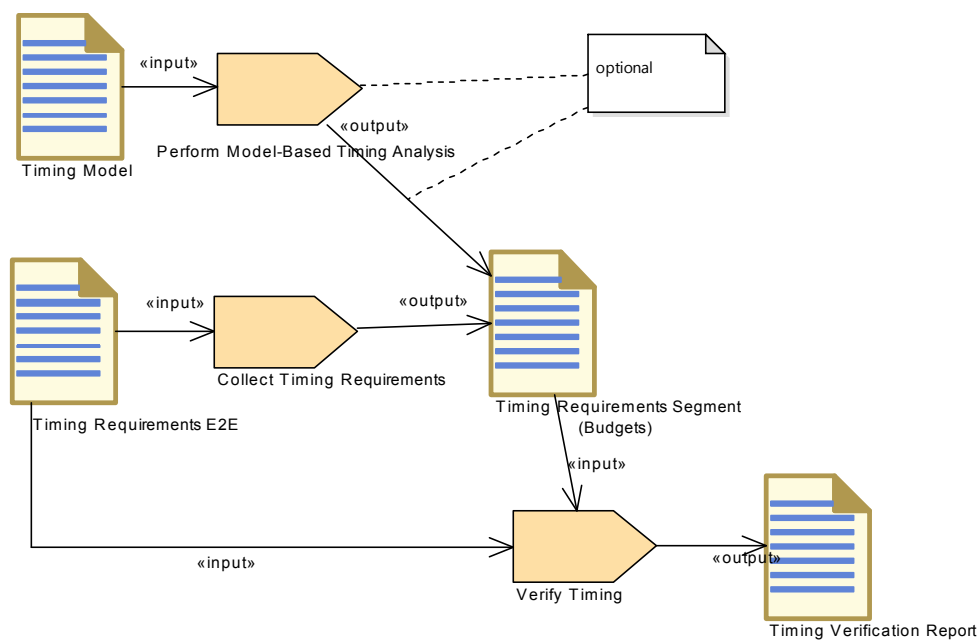 «input»
optional
«output»
Perform Model-Based Timing Analysis
Timing Model
«input»
«output»
Collect Timing Requirements
Timing Requirements E2E
Timing Requirements Segment
(Budgets)
«input»
«input»
«output»
Verify Timing
Timing Verification Report